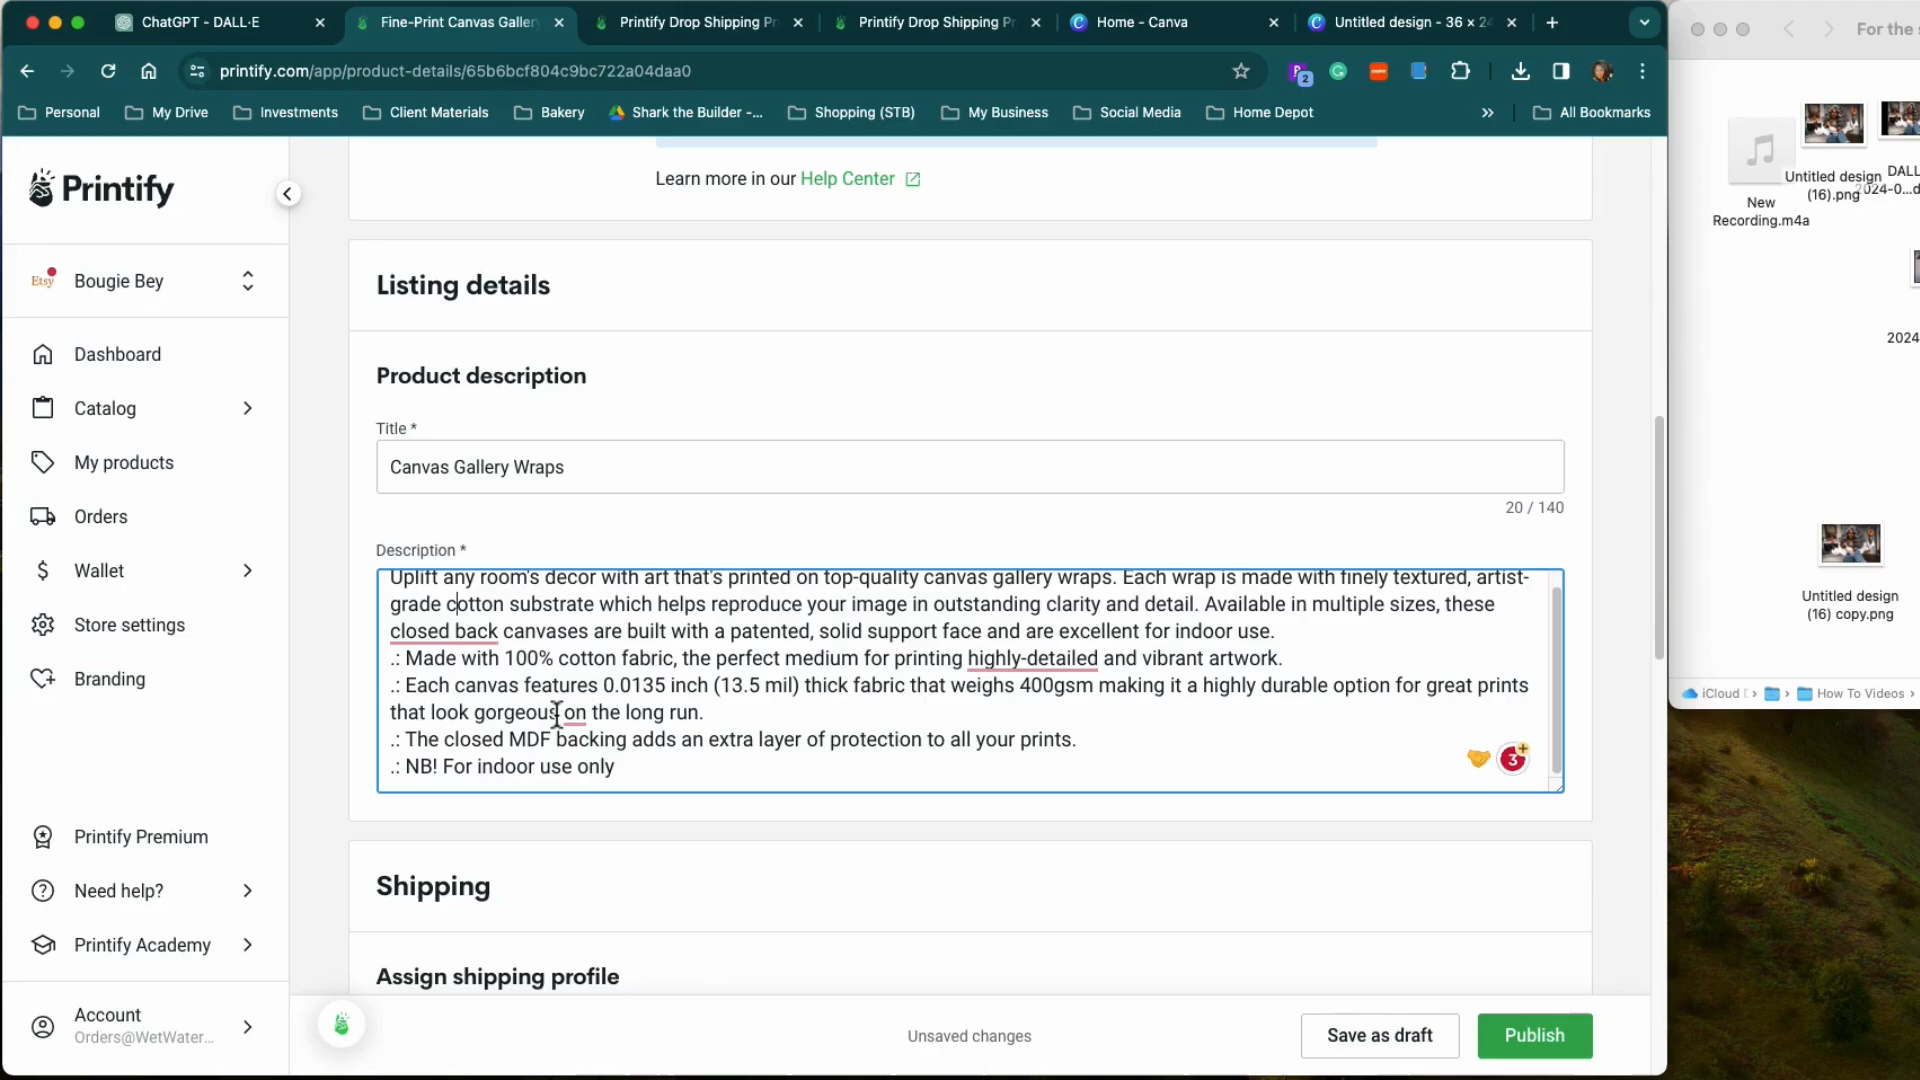 ChatGPT - DALL·E
Fine-Print Canvas Gallery
Printify Drop Shipping Pr
Printify Drop Shipping Pr
Home - Canva
Untitled design - 36 × 24
printify.com/app/product-details/65b6bcf804c9bc722a04daa0
2
Personal
My Drive
Investments
Client Materials
Bakery
Shark the Builder -...
Shopping (STB)
My Business
Social Media
Home Depot
»
All Bookmarks
Printify
Etsy
Bougie Bey
Dashboard
Catalog
My products
Orders
Wallet
Store settings
Branding
Printify Premium
Need help?
Printify Academy
Account
Orders@WetWater...
Learn more in our Help Center
Listing details
Product description
Title *
Canvas Gallery Wraps
20 / 140
Description *
Uplift any room's decor with art that's printed on top-quality canvas gallery wraps. Each wrap is made with finely textured, artist-
grade cotton substrate which helps reproduce your image in outstanding clarity and detail. Available in multiple sizes, these
closed back canvases are built with a patented, solid support face and are excellent for indoor use.
.: Made with 100% cotton fabric, the perfect medium for printing highly-detailed and vibrant artwork.
.: Each canvas features 0.0135 inch (13.5 mil) thick fabric that weighs 400gsm making it a highly durable option for great prints
that look gorgeous on the long run.
.: The closed MDF backing adds an extra layer of protection to all your prints.
.: NB! For indoor use only
3
Shipping
Assign shipping profile
Unsaved changes
Save as draft
Publish
For the s
New
Recording.m4a
Untitled design
(16).png
DALL
2024-0...d
2024
Untitled design
(16) copy.png
iCloud
How To Videos